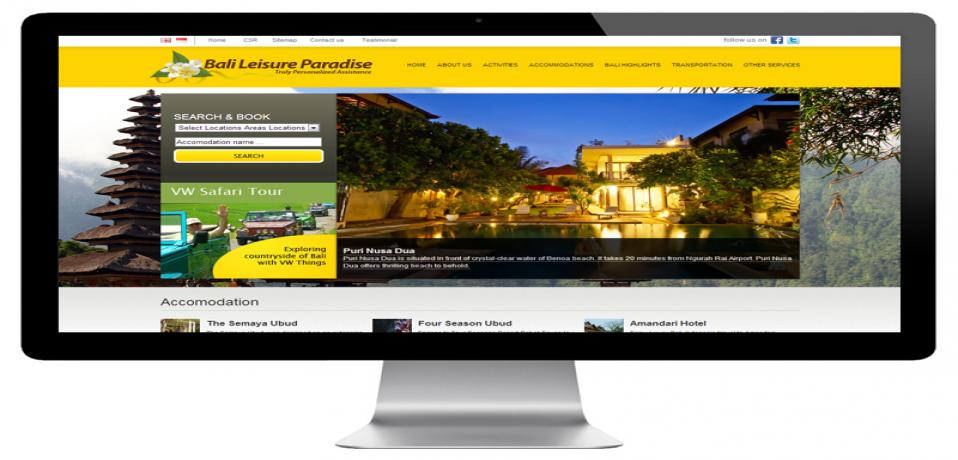 Home CSR Sitemap Contact us Testimonial follow us on
Bali Leisure Paradise
Truly Personalized Assistance
HOME ABOUT US ACTIVITIES ACCOMMODATIONS BALI HIGHLIGHTS TRANSPORTATION OTHER SERVICES
SEARCH & BOOK
Select Locations Areas Locations
Accomodation name ...
SEARCH
VW Safari Tour
Exploring
countryside of Bali
with VW Things
Puri Nusa Dua
Puri Nusa Dua is situated in front of crystal-clear water of Benoa beach. It takes 20 minutes from Ngurah Rai Airport. Puri Nusa
Dua offers thrilling beach to behold.
Accomodation
The Semaya Ubud Four Season Ubud Amandari Hotel